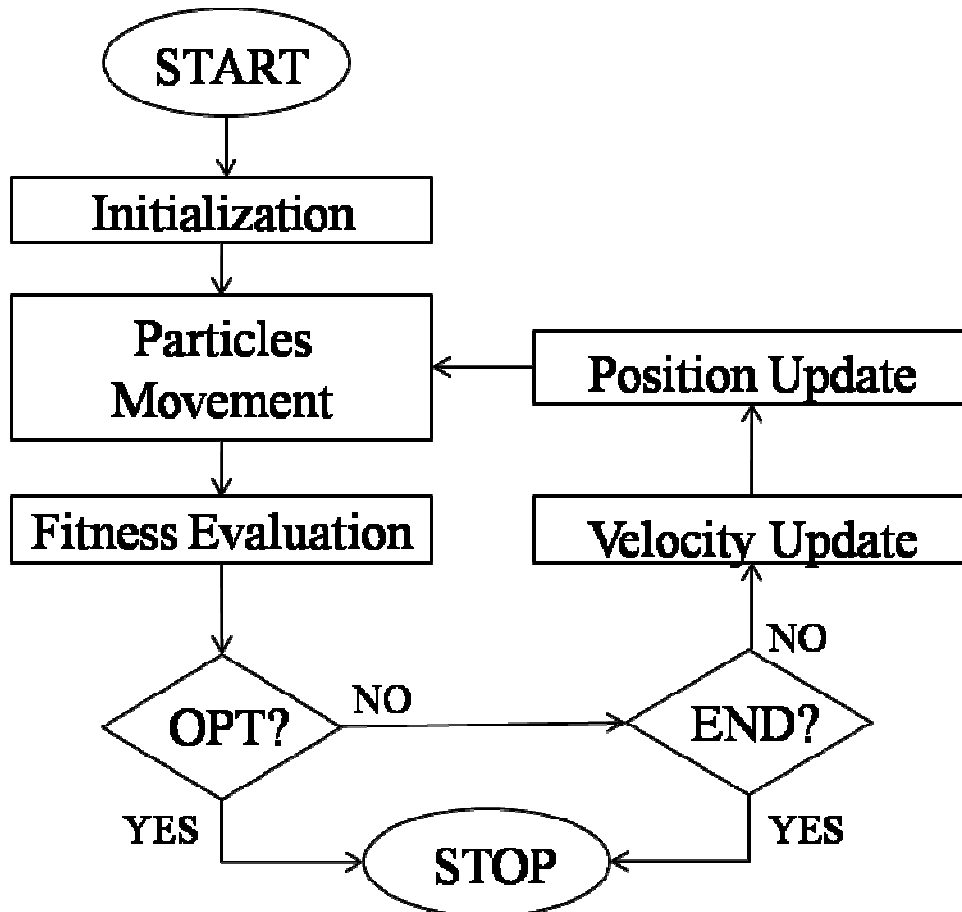 START
Initialization
Particles
Movement
Position Update
Fitness Evaluation
Velocity Update
NO
NO
OPT?
END?
YES
YES
STOP